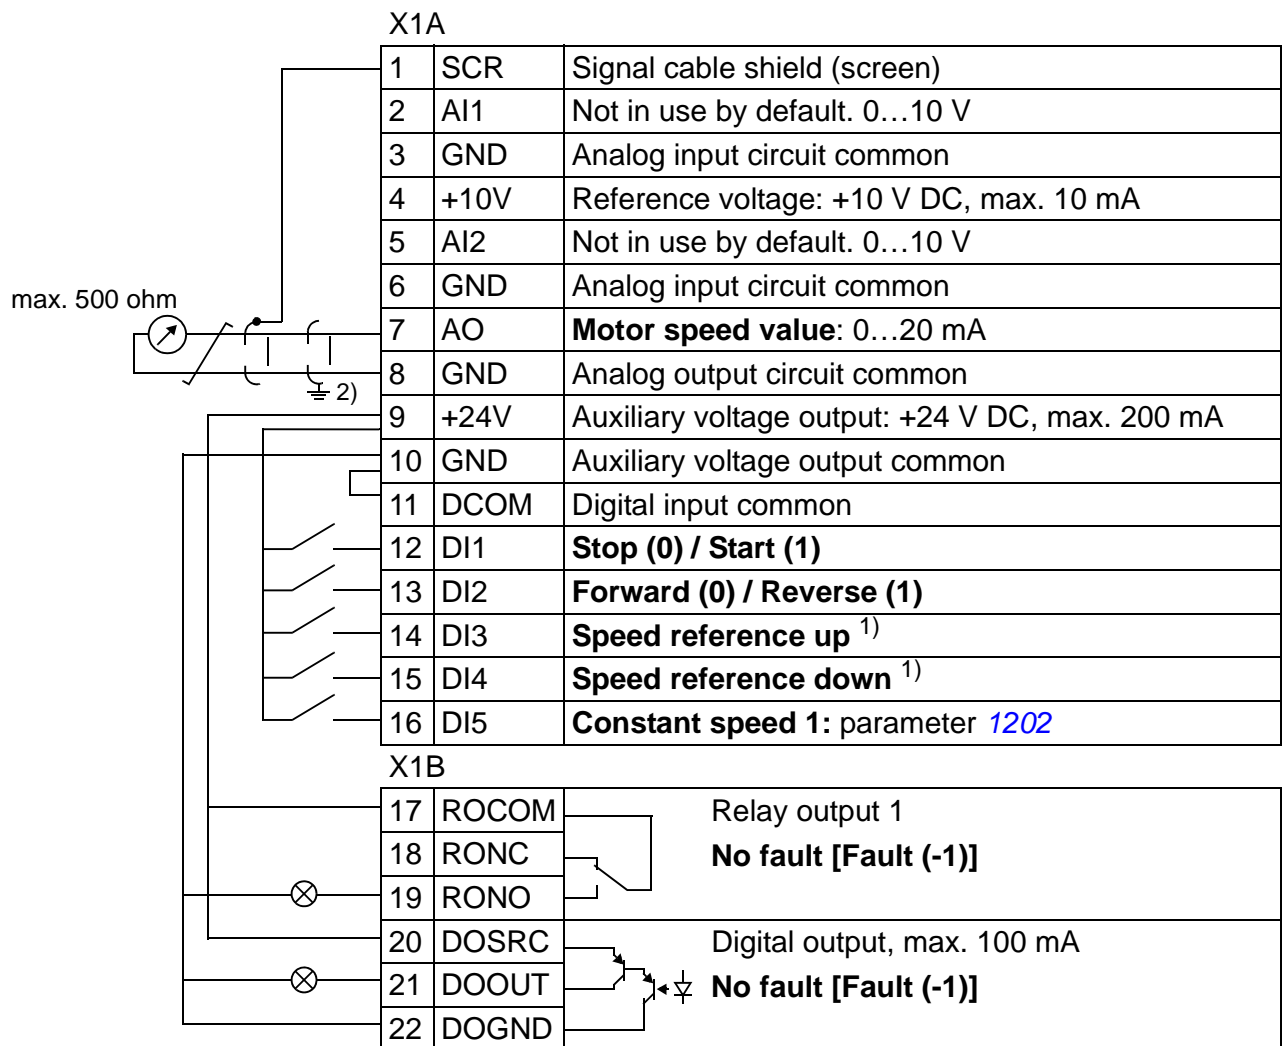 X1A
1 SCR Signal cable shield (screen)
2 AI1 Not in use by default. 0…10 V
3 GND Analog input circuit common
4 +10V Reference voltage: +10 V DC, max. 10 mA
5 AI2 Not in use by default. 0…10 V
6 GND Analog input circuit common
max. 500 ohm
7 AO Motor speed value: 0…20 mA
8 GND Analog output circuit common
2)
9 +24V Auxiliary voltage output: +24 V DC, max. 200 mA
10 GND Auxiliary voltage output common
11 DCOM Digital input common
12 DI1 Stop (0) / Start (1)
13 DI2 Forward (0) / Reverse (1)
14 DI3 Speed reference up 1)
15 DI4 Speed reference down 1)
16 DI5 Constant speed 1: parameter 1202
X1B
17 ROCOM Relay output 1
18 RONC No fault [Fault (-1)]
19 RONO
20 DOSRC Digital output, max. 100 mA
21 DOOUT No fault [Fault (-1)]
22 DOGND